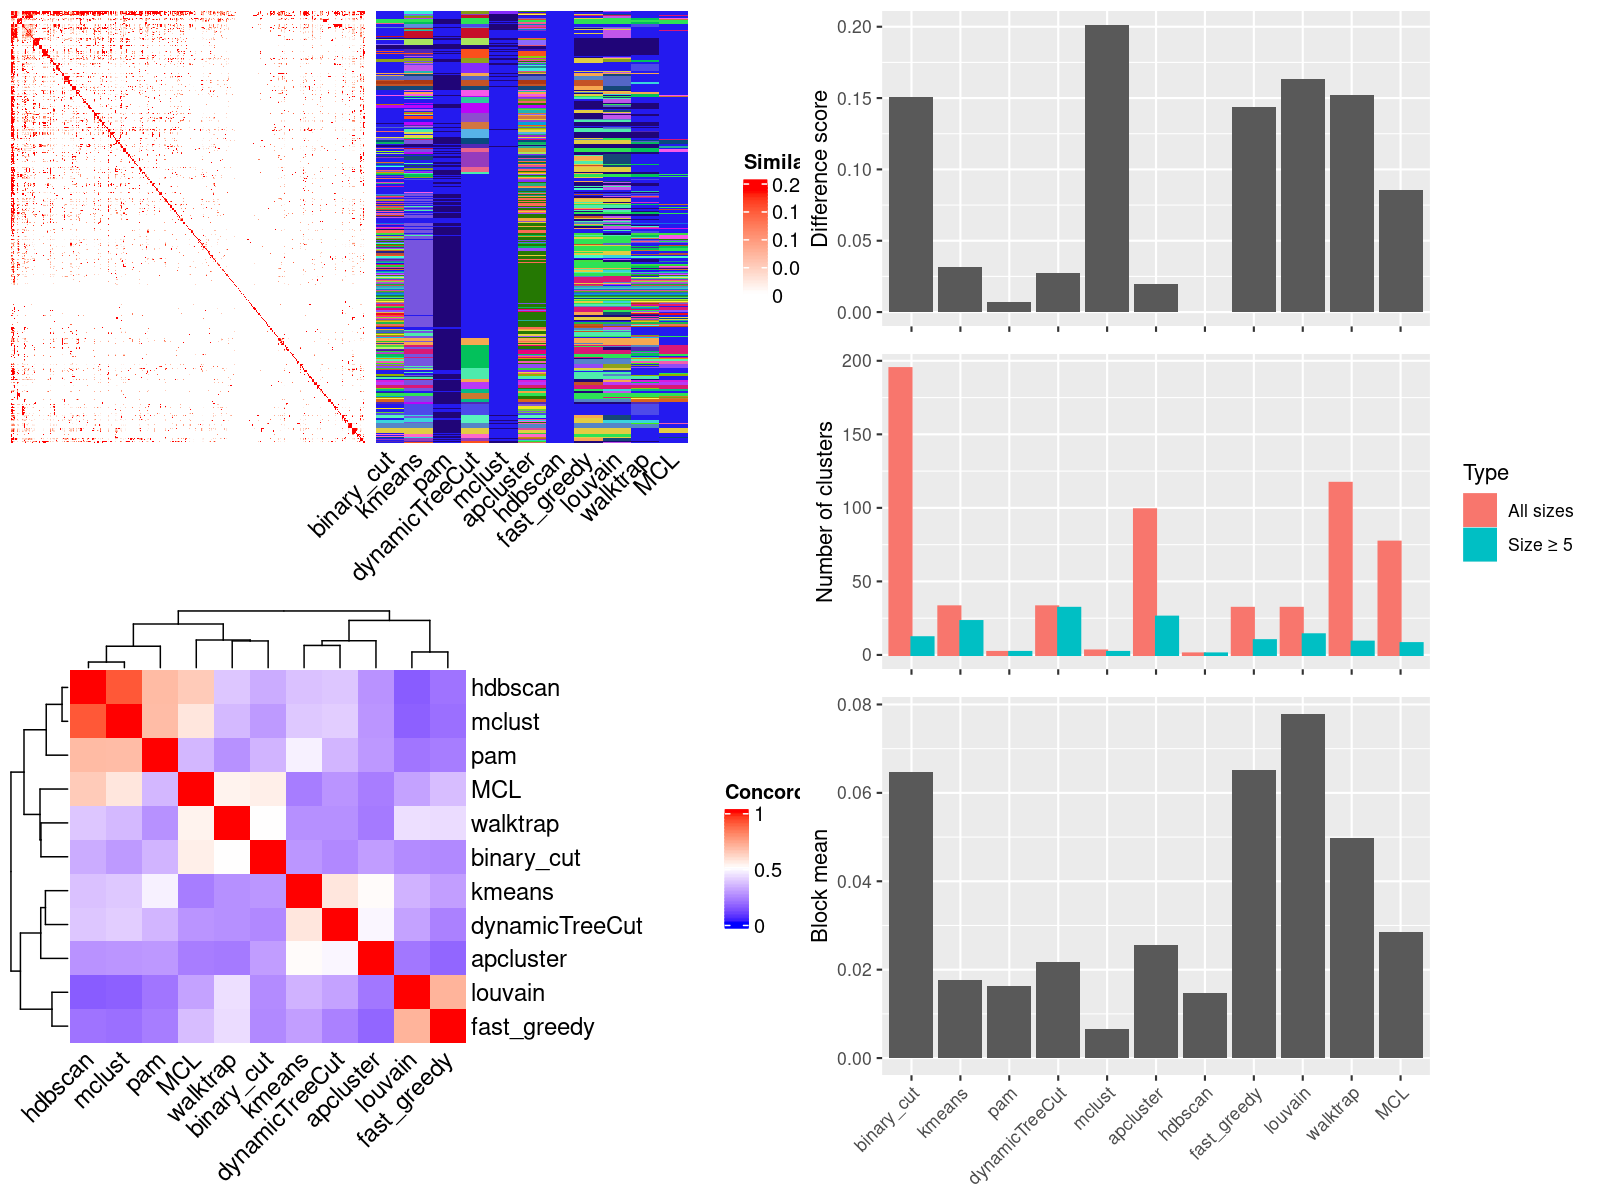 Simila
0.2
0.1
0.1
0.0
0
binary_cut
kmeans
pam
dynamicTreeCut
mclust
apcluster
hdbscan
fast_greedy
louvain
walktrap
MCL
hdbscan
mclust
pam
MCL
walktrap
binary_cut
kmeans
dynamicTreeCut
apcluster
louvain
fast_greedy
hdbscan
mclust
pam
MCL
walktrap
binary_cut
kmeans
dynamicTreeCut
apcluster
louvain
fast_greedy
Concord
1
0.5
0
Difference score
0.20
0.15
0.10
0.05
0.00
Number of clusters
200
150
100
50
0
Type
All sizes
Size ≥ 5
Block mean
0.08
0.06
0.04
0.02
0.00
binary_cut
kmeans
pam
dynamicTreeCut
mclust
apcluster
hdbscan
fast_greedy
louvain
walktrap
MCL